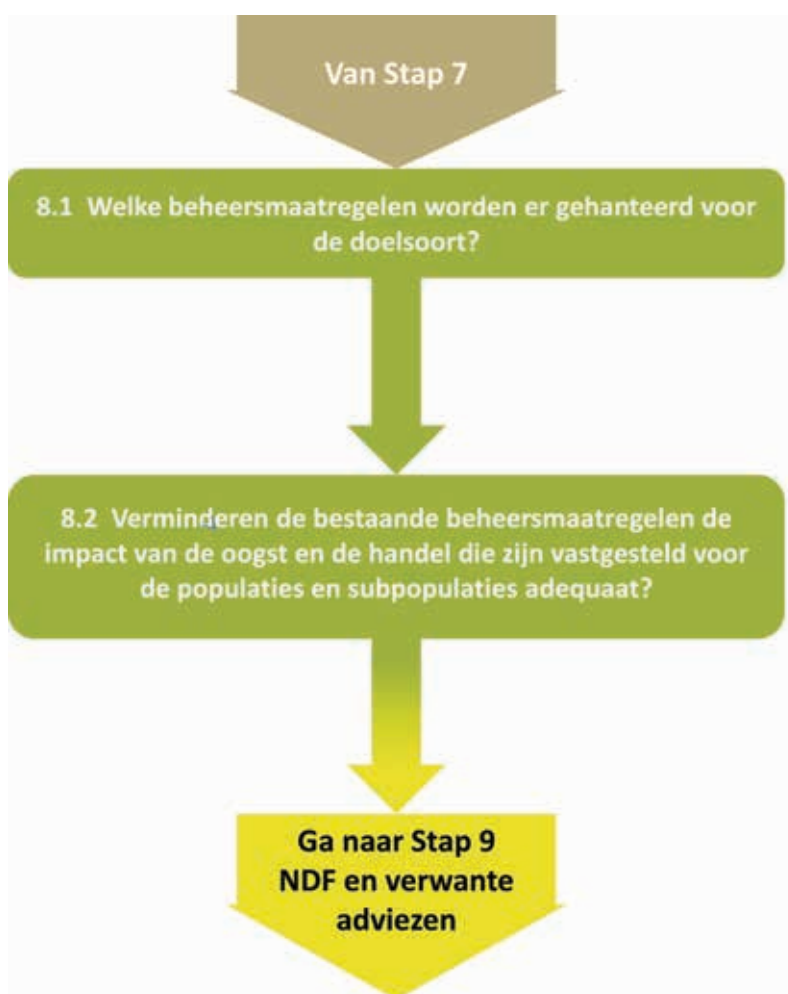 Van Stap 7
8.1 Welke beheersmaatregelen worden er gehanteerd voor
de doelsoort?
8.2 Verminderen de bestaande beheersmaatregelen de
impact van de oogst en de handel die zijn vastgesteld voor
de populaties en subpopulaties adequaat?
Ga naar Stap 9
NDF en verwante
adviezen